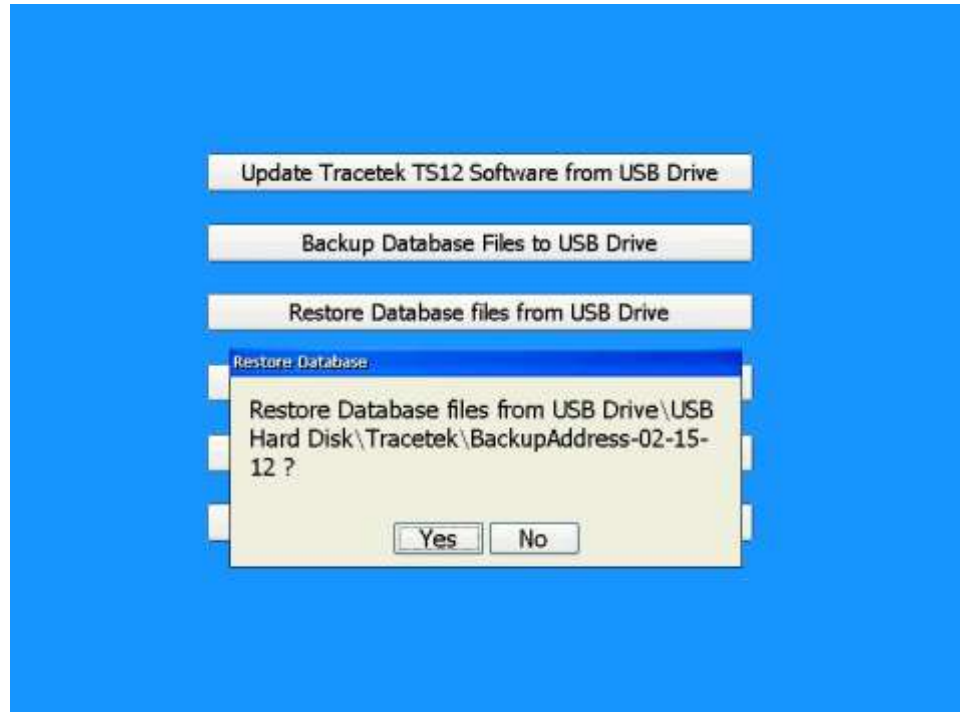 Update Tracetek TS12 Software from USB Drive
Backup Database Files to USB Drive
Restore Database files from USB Drive
Restore Database
Restore Database files from USB Drive\USB
Hard Disk\Tracetek\BackupAddress-02-15-
12 ?
Yes No